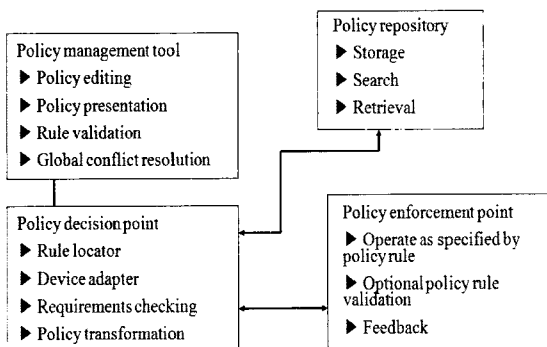 Policy management tool
▶ Policy editing
▶ Policy presentation
▶ Rule validation
▶ Global conflict resolution
Policy repository
▶ Storage
▶ Search
▶ Retrieval
Policy decision point
▶ Rule locator
▶ Device adapter
▶ Requirements checking
▶ Policy transformation
Policy enforcement point
▶ Operate as specified by
policy rule
▶ Optional policy rule
validation
▶ Feedback